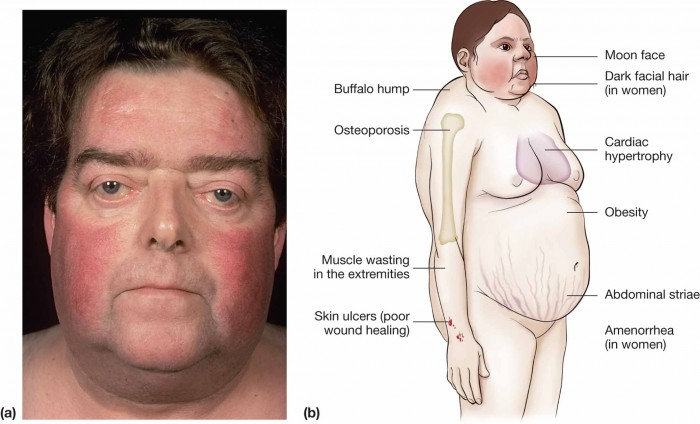 Moon face
Dark facial hair
(in women)
Buffalo hump
Osteoporosis
Cardiac
hypertrophy
Obesity
Muscle wasting
in the extremities
Abdominal striae
Skin ulcers (poor
wound healing)
Amenorrhea
(in women)
(a)
(b)